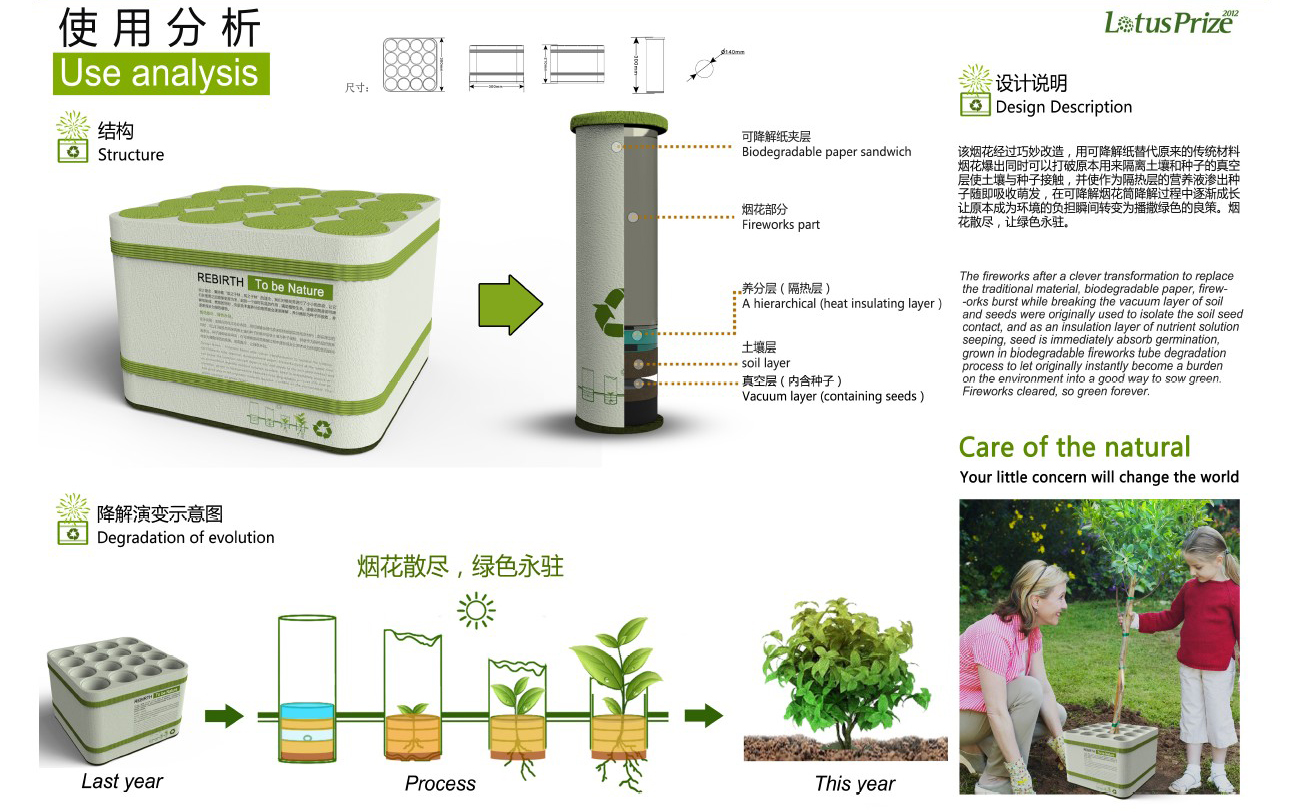 使用分析
Use analysis
尺寸：
Ø140mm
LotusPrize 2012
结构
Structure
REBIRTH To be Nature
可降解纸夹层
Biodegradable paper sandwich
烟花部分
Fireworks part
养分层（隔热层）
A hierarchical (heat insulating layer )
土壤层
soil layer
真空层（内含种子）
Vacuum layer (containing seeds )
设计说明
Design Description
该烟花经过巧妙改造，用可降解纸替代原来的传统材料
烟花爆出同时可以打破原本用来隔离土壤和种子的真空
层使土壤与种子接触，并使作为隔热层的营养液渗出种
子随即吸收萌发，在可降解烟花筒降解过程中逐渐成长
让原本成为环境的负担瞬间转变为播撒绿色的良策。烟
花散尽，让绿色永驻。
The fireworks after a clever transformation to replace
the traditional material, biodegradable paper, firew-
-orks burst while breaking the vacuum layer of soil
and seeds were originally used to isolate the soil seed
contact, and as an insulation layer of nutrient solution
seeping, seed is immediately absorb germination,
grown in biodegradable fireworks tube degradation
process to let originally instantly become a burden
on the environment into a good way to sow green.
Fireworks cleared, so green forever.
Care of the natural
Your little concern will change the world
降解演变示意图
Degradation of evolution
烟花散尽，绿色永驻
REBIRTH To be Nature
Last year
Process
This year
REBIRTH To be Nature